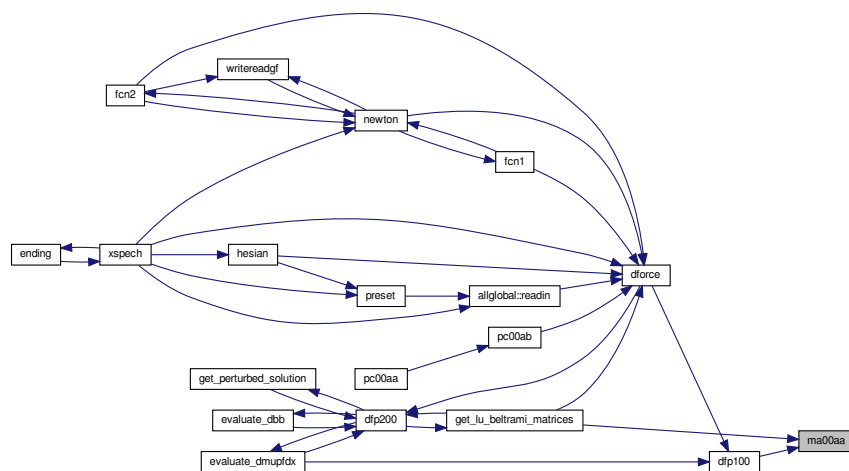 writereadgf
fcn2
newton
fcn1
ending
xspech
hesian
dforce
preset
allglobal::readin
pc00ab
get_perturbed_solution
pc00aa
evaluate_dbb
dfp200
get_lu_beltrami_matrices
ma00aa
evaluate_dmupfdx
dfp100